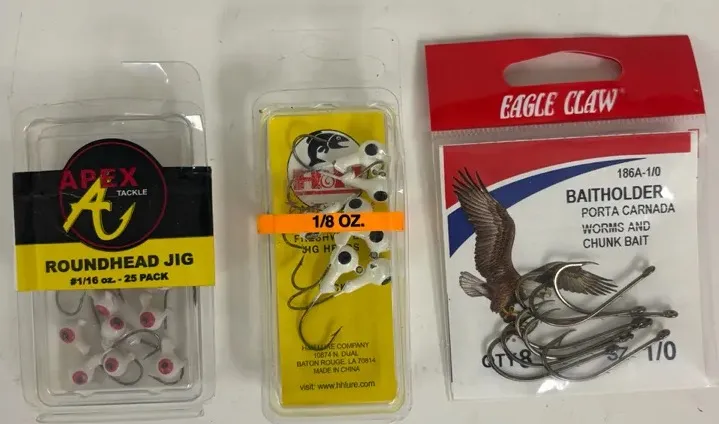 APEX
TACKLE
ROUNDHEAD JIG
#1/16 oz. - 25 PACK
1/8 OZ.
H&H LURE COMPANY
10874 N. DUAL
BATON ROUGE, LA 70814
MADE IN CHINA
visit: www.hhlure.com
EAGLE CLAW
186A-1/0
BAITHOLDER
PORTA CARNADA
WORMS AND
CHUNK BAIT
QTY 8
SZ. 1/0